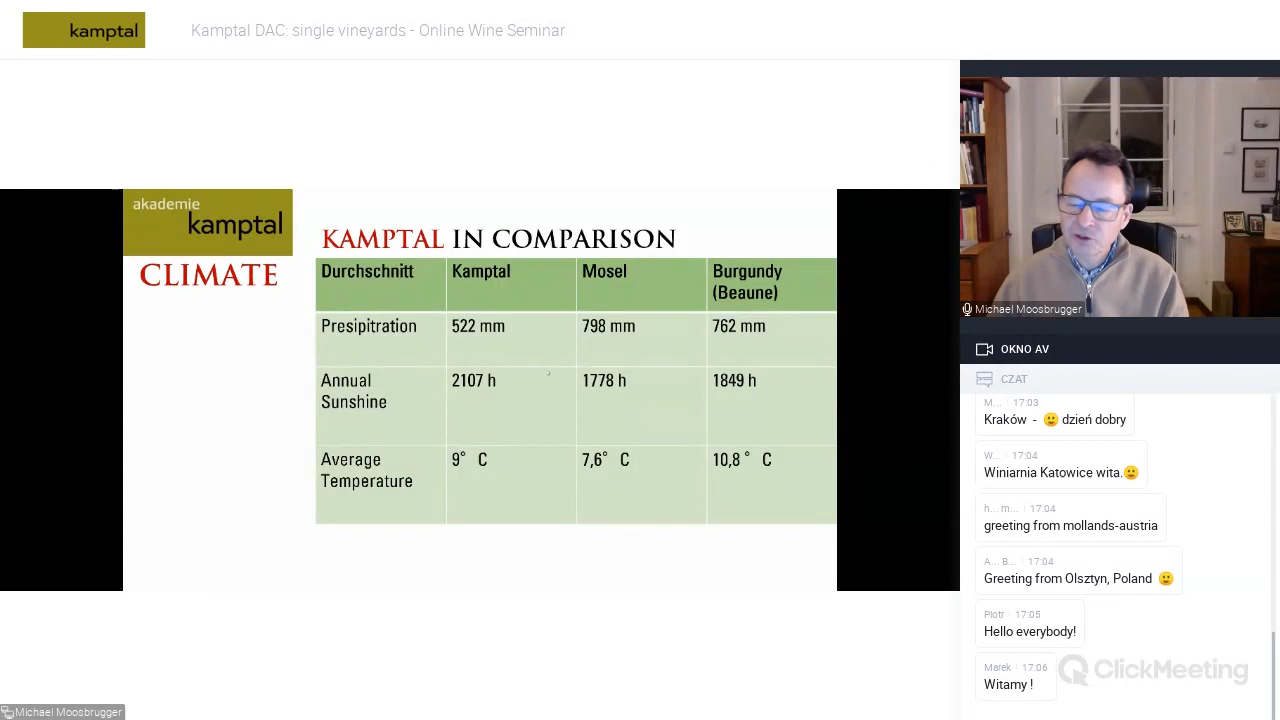 kamptal
Kamptal DAC: single vineyards - Online Wine Seminar
akademie
kamptal
CLIMATE
KAMPTAL IN COMPARISON
Durchschnitt Kamptal Mosel Burgundy (Beaune)
Presipitration 522 mm 798 mm 762 mm
Annual Sunshine 2107 h 1778 h 1849 h
Average Temperature 9° C 7,6° C 10,8 ° C
Michael Moosbrugger
OKNO AV
CZAT
M... 17:03
Kraków - 🙂 dzień dobry
W... 17:04
Winiarnia Katowice wita.🙂
h... m... 17:04
greeting from mollands-austria
A... B... 17:04
Greeting from Olsztyn, Poland 🙂
Piotr 17:05
Hello everybody!
Marek 17:06
Witamy !
ClickMeeting
Michael Moosbrugger